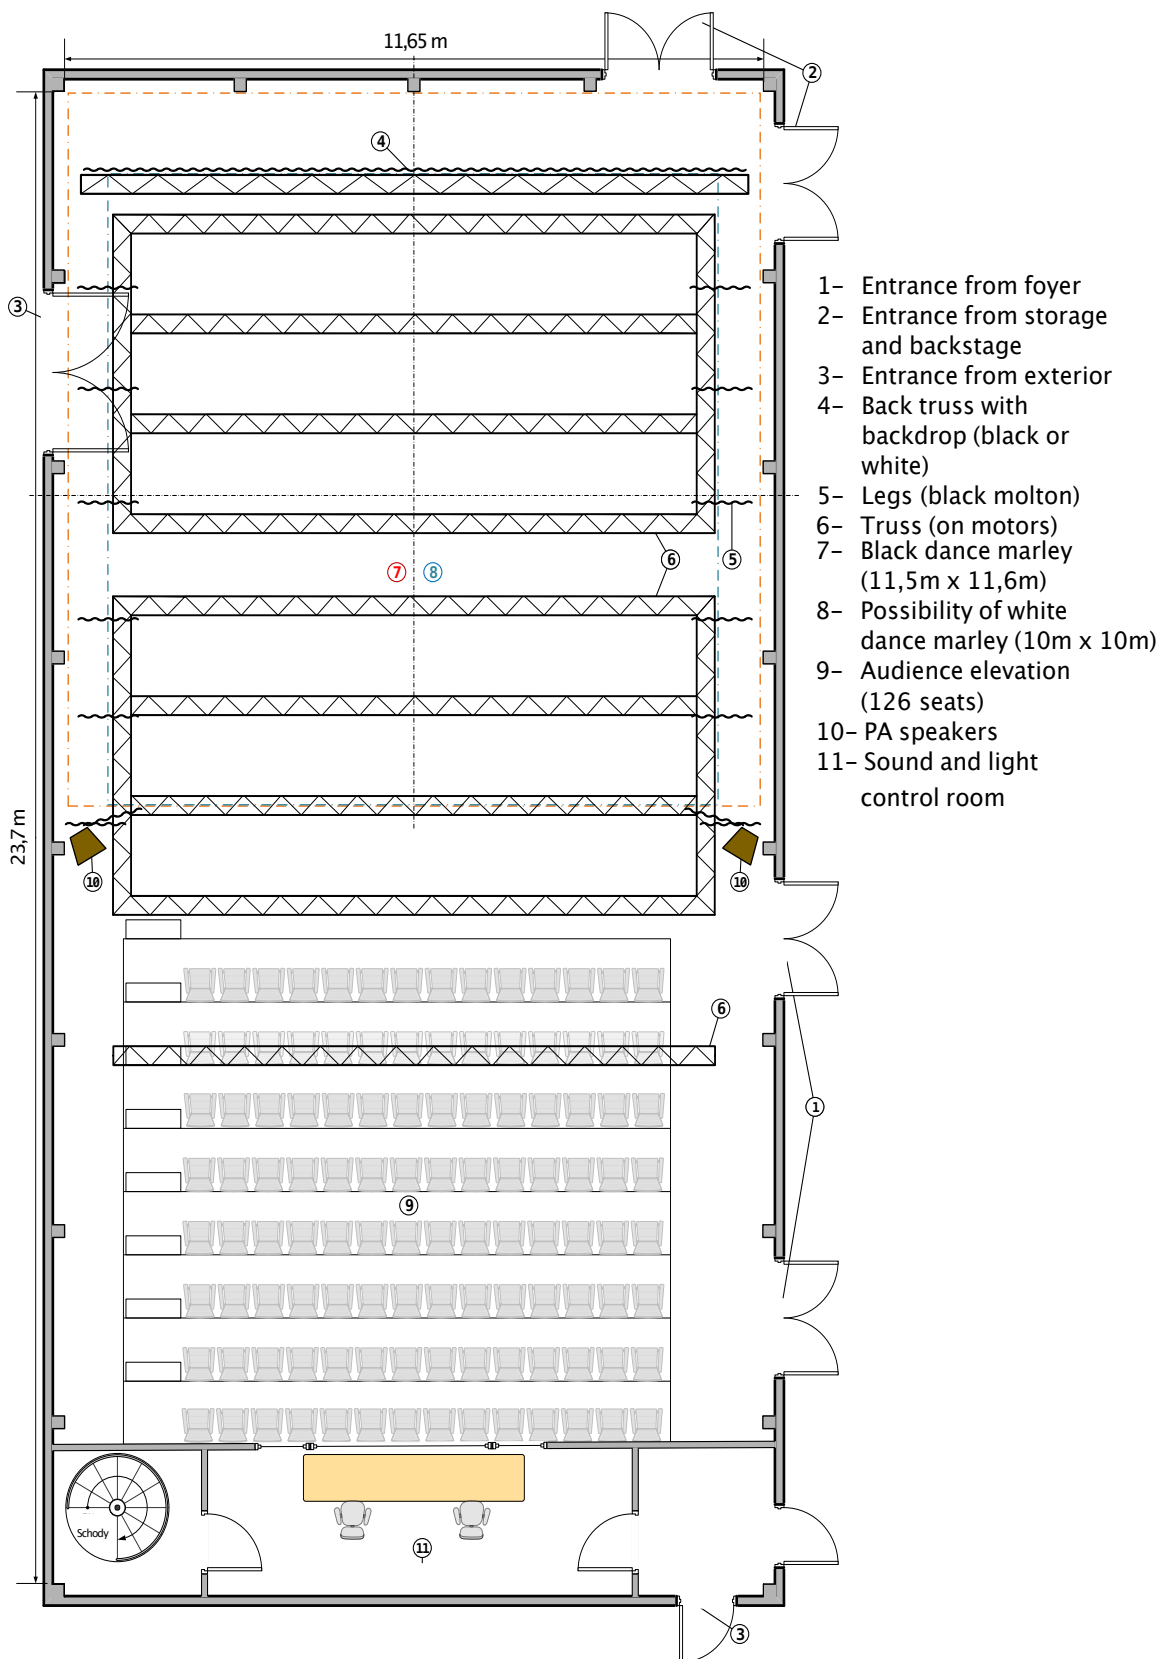 11,65 m
2
4
3
1– Entrance from foyer
2– Entrance from storage
and backstage
3– Entrance from exterior
4– Back truss with
backdrop (black or
white)
5– Legs (black molton)
6– Truss (on motors)
7– Black dance marley
(11,5m x 11,6m)
8– Possibility of white
dance marley (10m x 10m)
9– Audience elevation
(126 seats)
10– PA speakers
11– Sound and light
control room
6
5
7
8
23,7 m
10
10
6
1
9
Schody
11
3